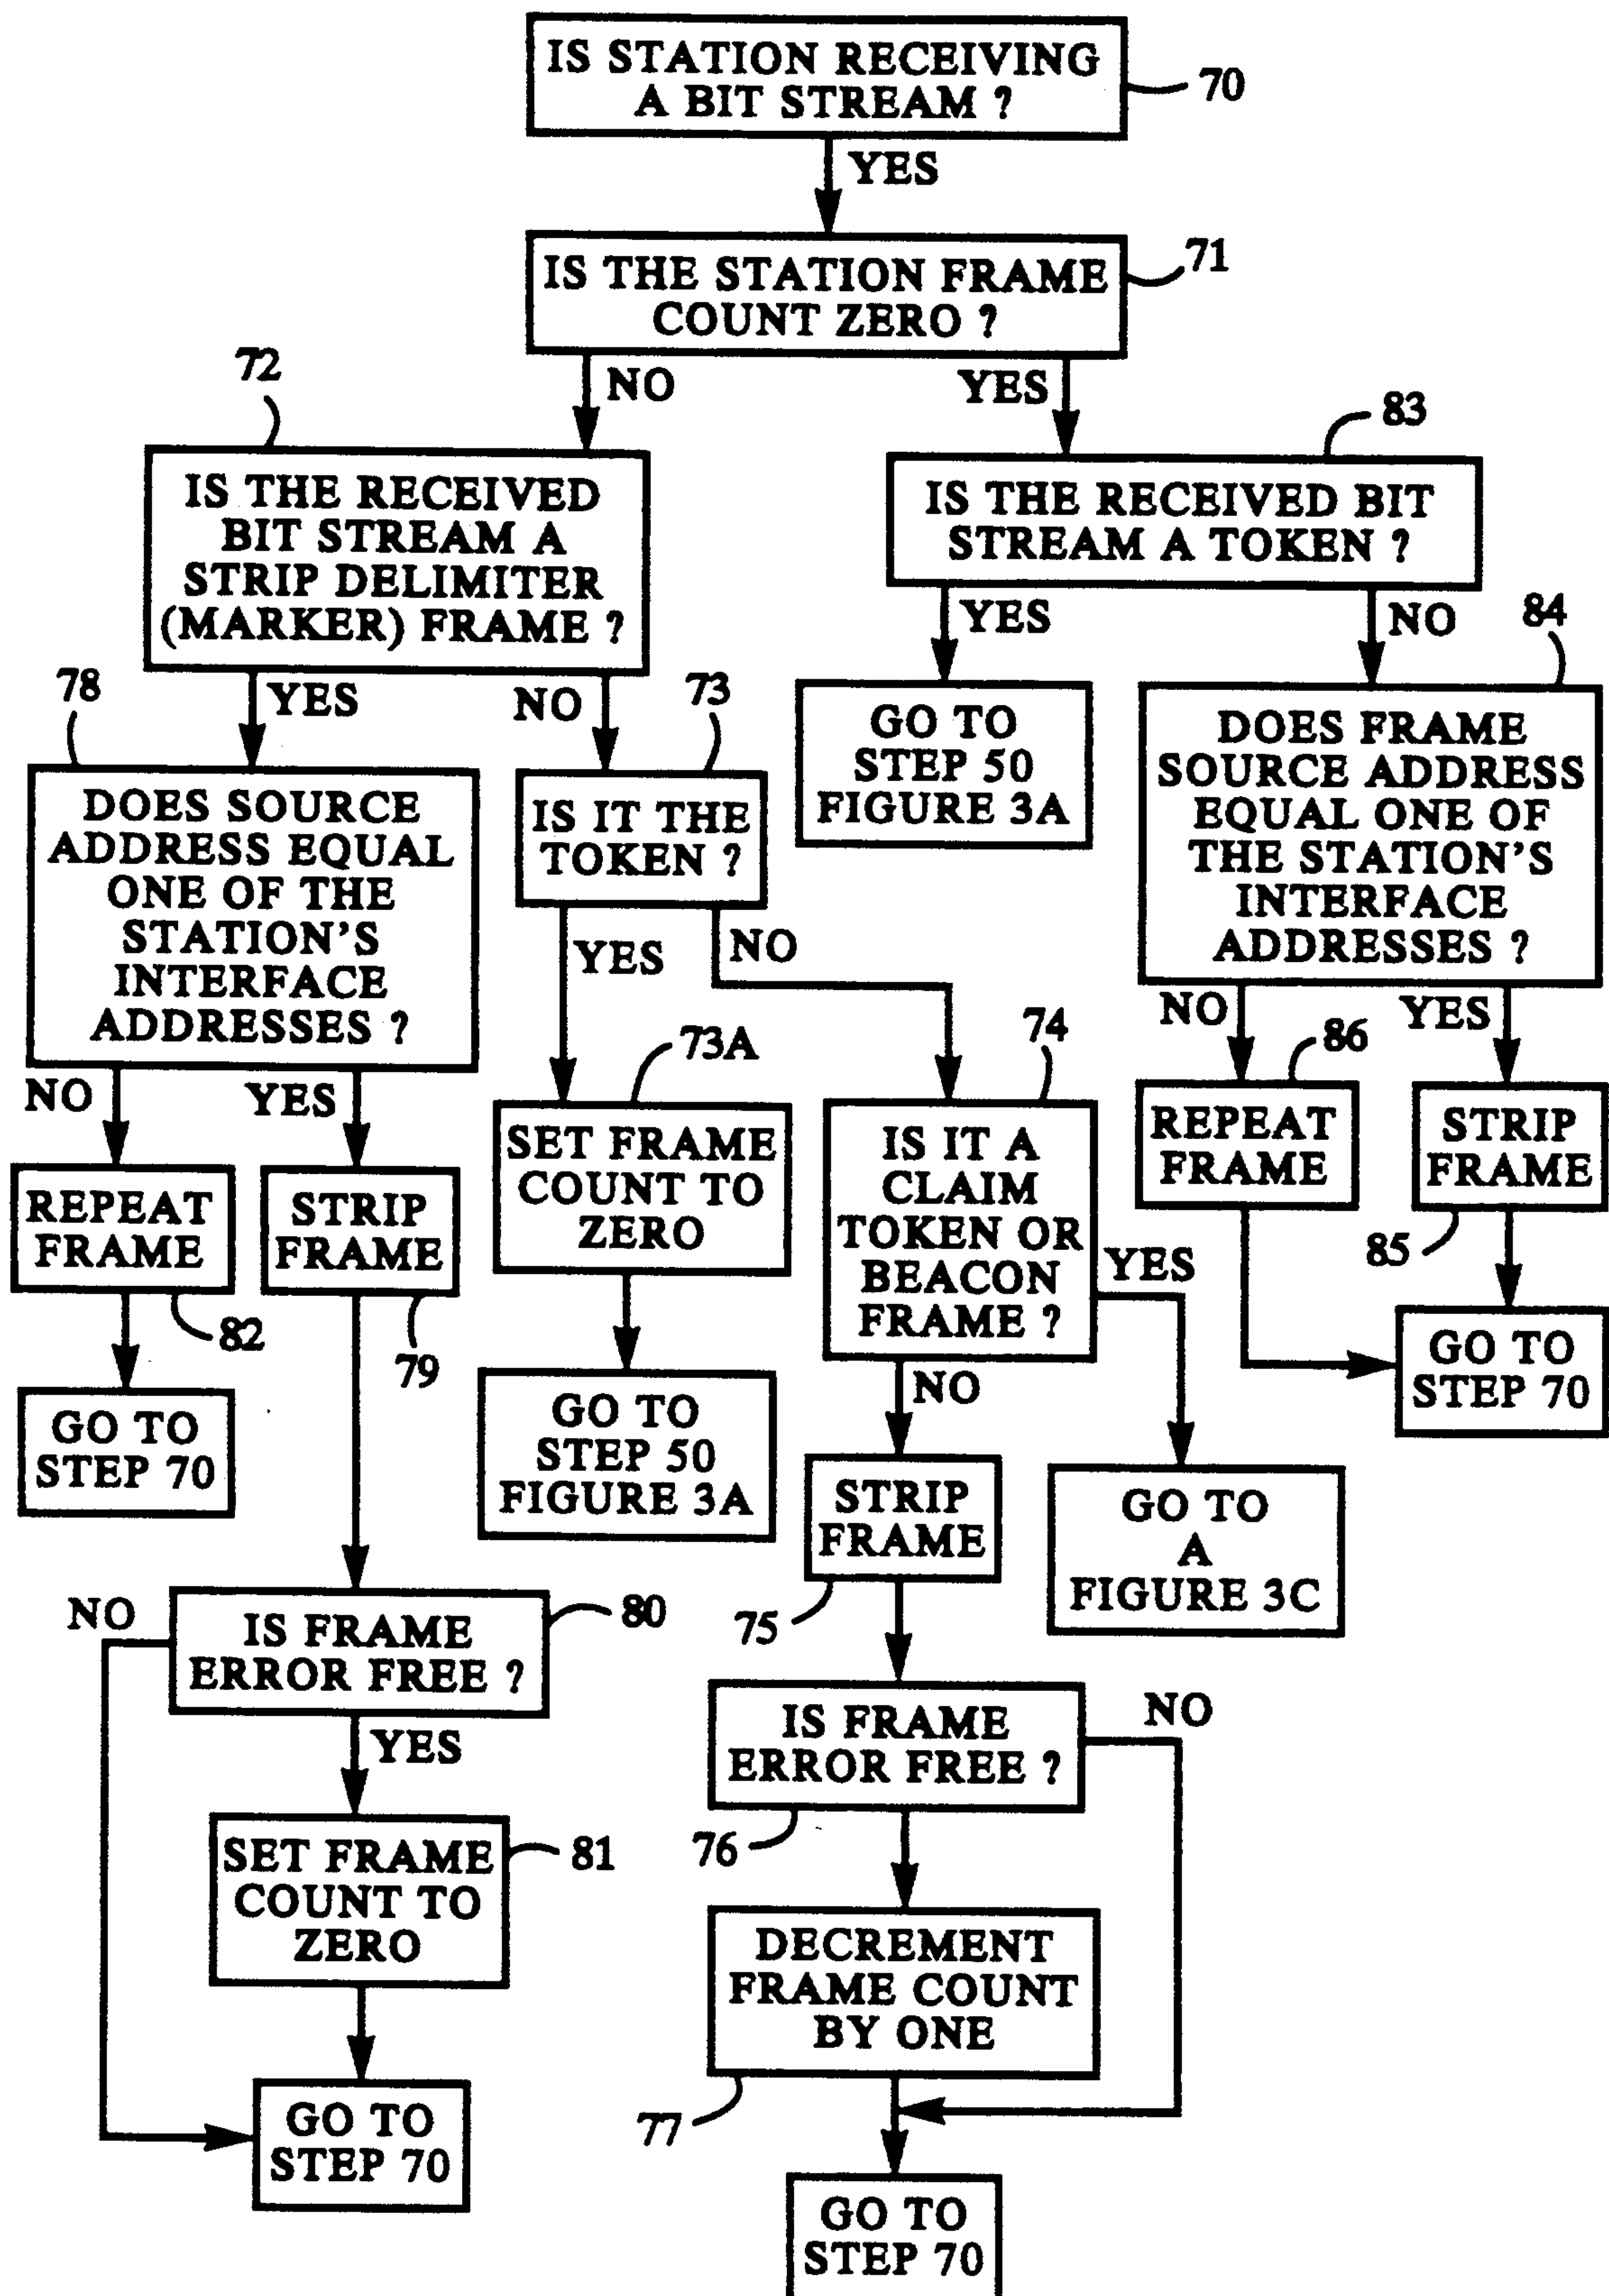 IS STATION RECEIVING
A BIT STREAM ?
70
YES
IS THE STATION FRAME
COUNT ZERO ?
71
NO
YES
72
IS THE RECEIVED
BIT STREAM A
STRIP DELIMITER
(MARKER) FRAME ?
83
IS THE RECEIVED BIT
STREAM A TOKEN ?
YES
NO
78
DOES SOURCE
ADDRESS EQUAL
ONE OF THE
STATION'S
INTERFACE
ADDRESSES ?
YES
NO
73
IS IT THE
TOKEN ?
GO TO
STEP 50
FIGURE 3A
84
DOES FRAME
SOURCE ADDRESS
EQUAL ONE OF
THE STATION'S
INTERFACE
ADDRESSES ?
YES
NO
NO
YES
NO
YES
REPEAT
FRAME
82
STRIP
FRAME
79
73A
SET FRAME
COUNT TO
ZERO
74
IS IT A
CLAIM
TOKEN OR
BEACON
FRAME ?
YES
86
REPEAT
FRAME
STRIP
FRAME
85
GO TO
STEP 70
GO TO
STEP 70
GO TO
STEP 50
FIGURE 3A
NO
STRIP
FRAME
75
GO TO
A
FIGURE 3C
NO
IS FRAME
ERROR FREE ?
80
YES
IS FRAME
ERROR FREE ?
76
NO
SET FRAME
COUNT TO
ZERO
81
DECREMENT
FRAME COUNT
BY ONE
77
GO TO
STEP 70
GO TO
STEP 70